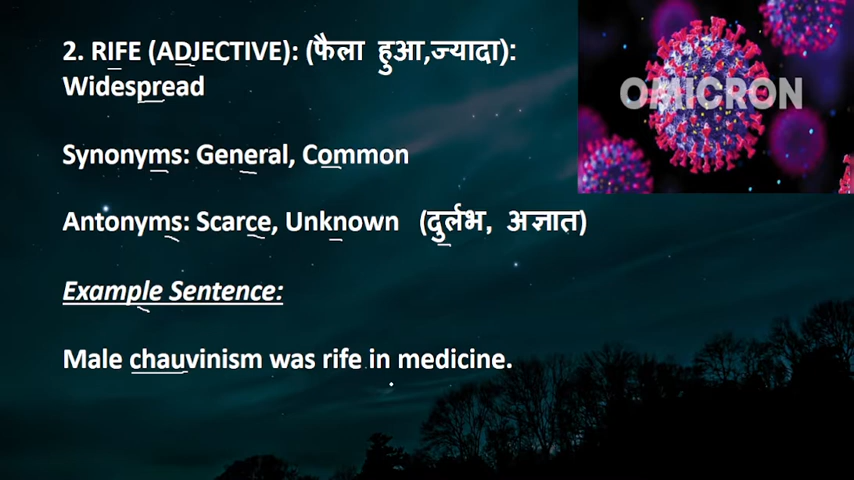 2. RIFE (ADJECTIVE): (फैला हुआ,ज्यादा):
Widespread
OMICRON
Synonyms: General, Common
Antonyms: Scarce, Unknown (दुर्लभ, अज्ञात)
Example Sentence:
Male chauvinism was rife in medicine.